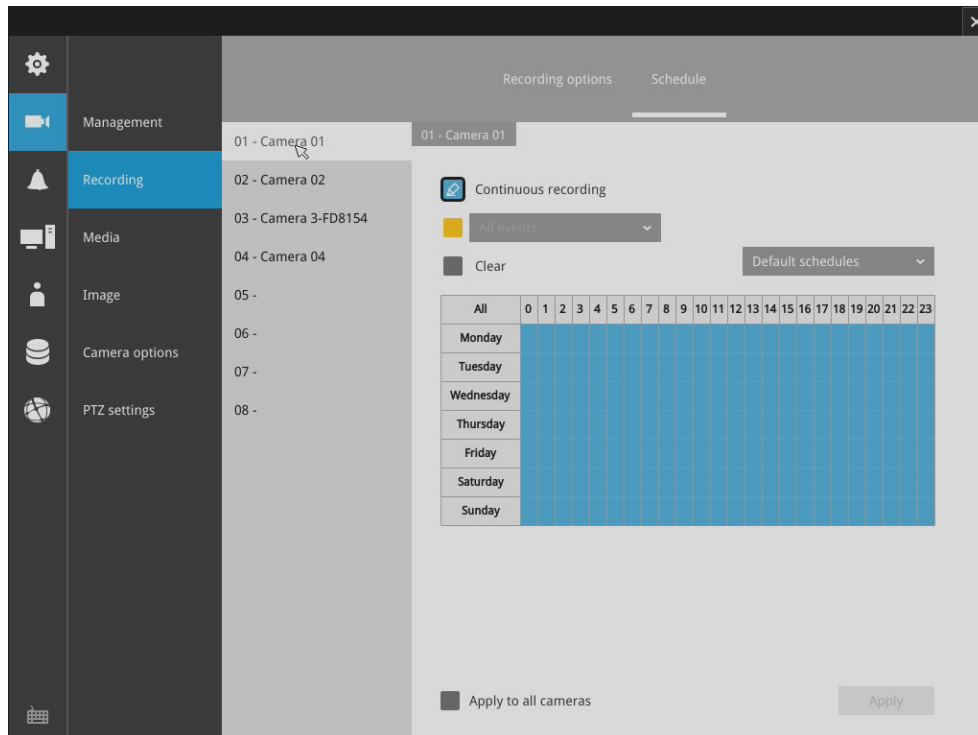 Recording options Schedule
Management
Recording
Media
Image
Camera options
PTZ settings
01 - Camera 01
02 - Camera 02
03 - Camera 3-FD8154
04 - Camera 04
05 -
06 -
07 -
08 -
01 - Camera 01
Continuous recording
All events
Clear
Default schedules
All 0 1 2 3 4 5 6 7 8 9 10 11 12 13 14 15 16 17 18 19 20 21 22 23
Monday
Tuesday
Wednesday
Thursday
Friday
Saturday
Sunday
Apply to all cameras
Apply